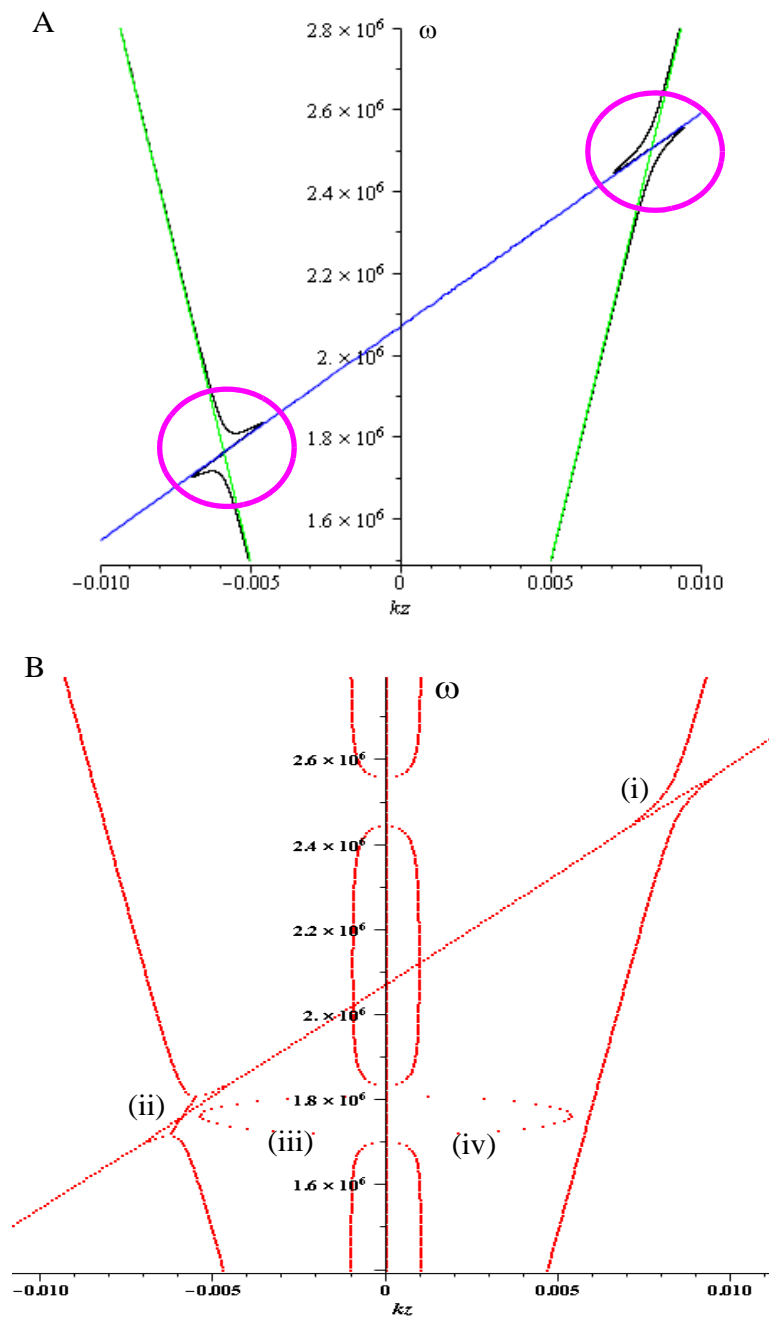 A
ω
2.8 × 10⁶
2.6 × 10⁶
2.4 × 10⁶
2.2 × 10⁶
2. × 10⁶
1.8 × 10⁶
1.6 × 10⁶
−0.010 −0.005 0 0.005 0.010
kz
B
ω
2.6 × 10⁶
(i)
2.4 × 10⁶
2.2 × 10⁶
2. × 10⁶
1.8 × 10⁶
(ii)
(iii) (iv)
1.6 × 10⁶
−0.010 −0.005 0 0.005 0.010
kz